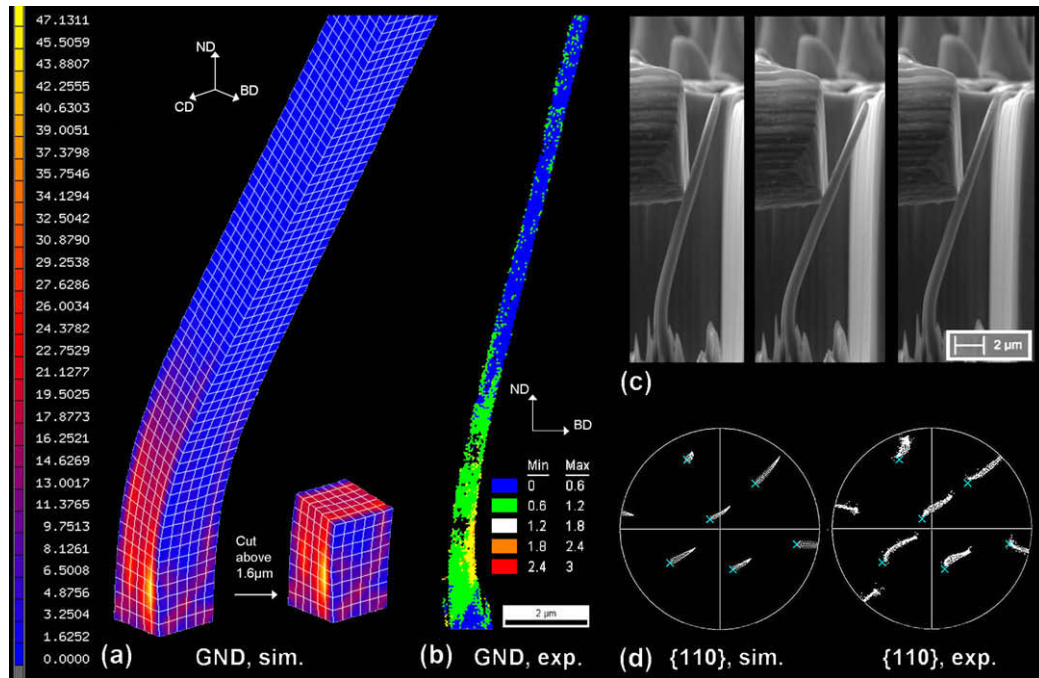 47.1311
45.5059
43.8807
42.2555
40.6303
39.0051
37.3798
35.7546
34.1294
32.5042
30.8790
29.2538
27.6286
26.0034
24.3782
22.7529
21.1277
19.5025
17.8773
16.2521
14.6269
13.0017
11.3765
9.7513
8.1261
6.5008
4.8756
3.2504
1.6252
0.0000
ND
CD
BD
Cut
above
1.6µm
(a) GND, sim.
ND
BD
Min Max
0 0.6
0.6 1.2
1.2 1.8
1.8 2.4
2.4 3
2 µm
(b) GND, exp.
2 µm
(c)
(d) {110}, sim.
{110}, exp.